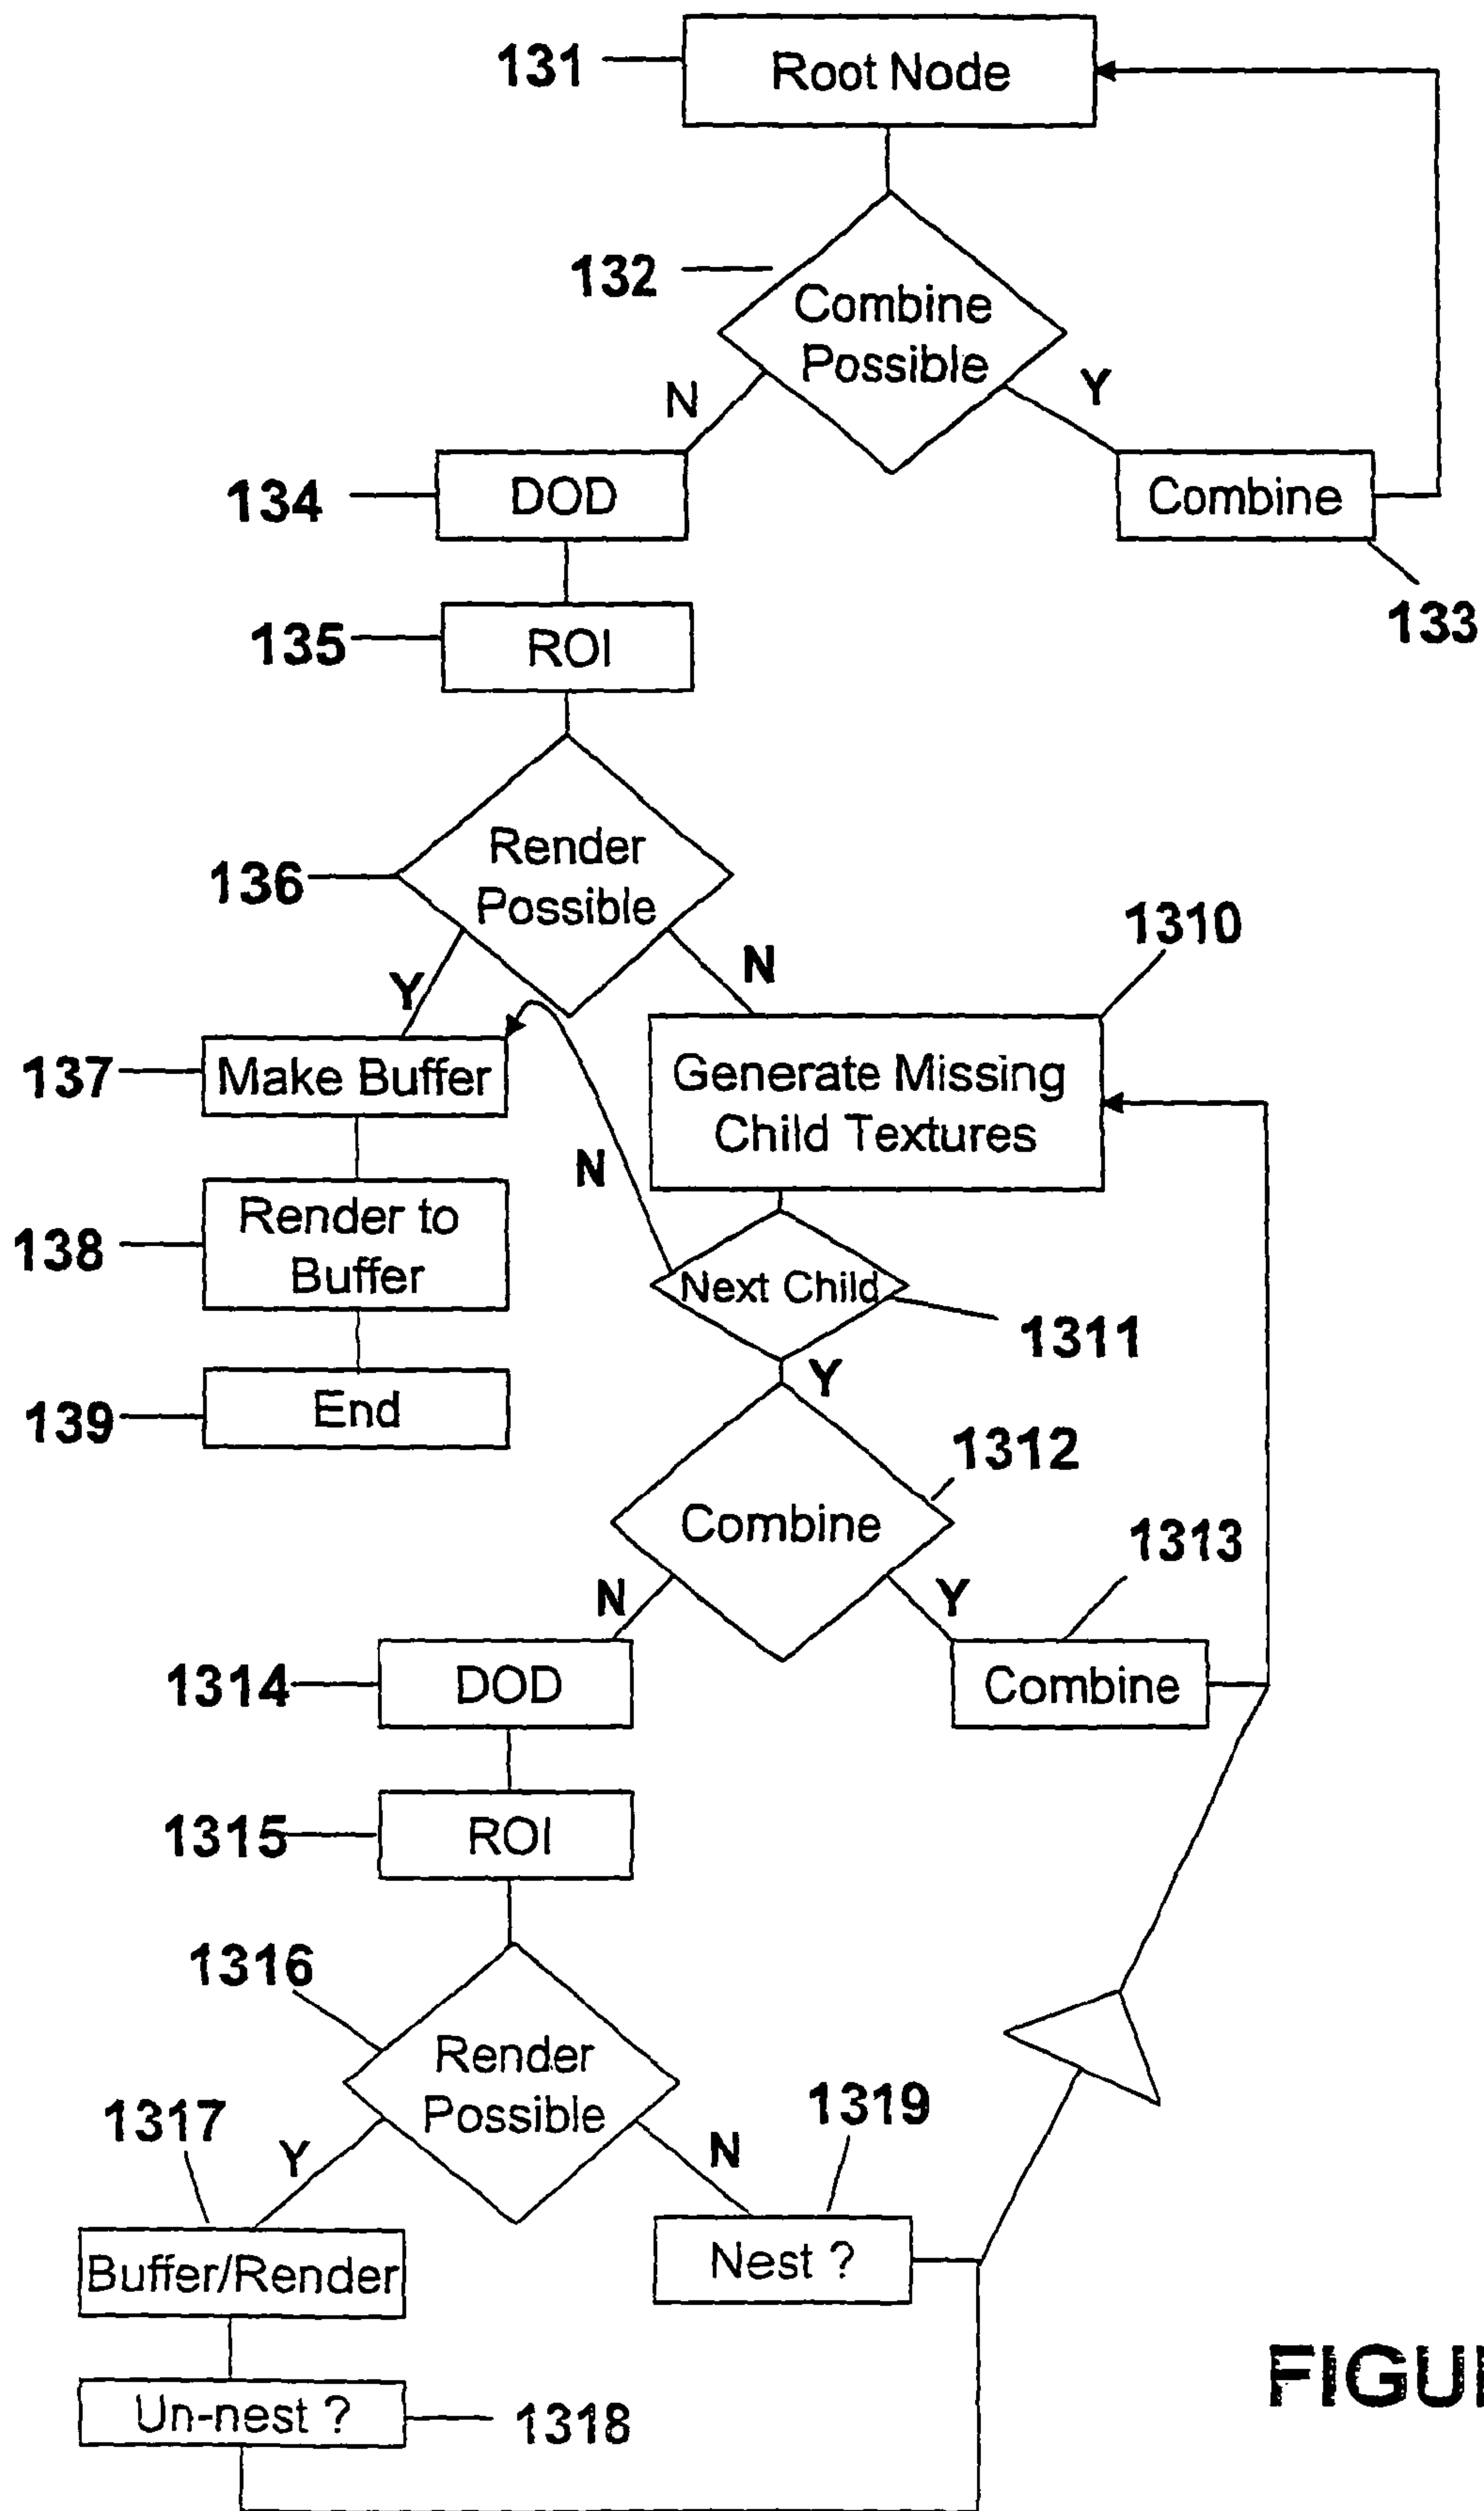 131
Root Node
132
Combine
Possible
N
Y
134
DOD
Combine
133
135
ROI
136
Render
Possible
Y
N
1310
137
Make Buffer
Generate Missing
Child Textures
N
138
Render to
Buffer
Next Child
1311
Y
139
End
1312
Combine
1313
N
Y
1314
DOD
Combine
1315
ROI
1316
Render
Possible
1317
Y
N
1319
Buffer/Render
Nest ?
Un-nest ?
1318